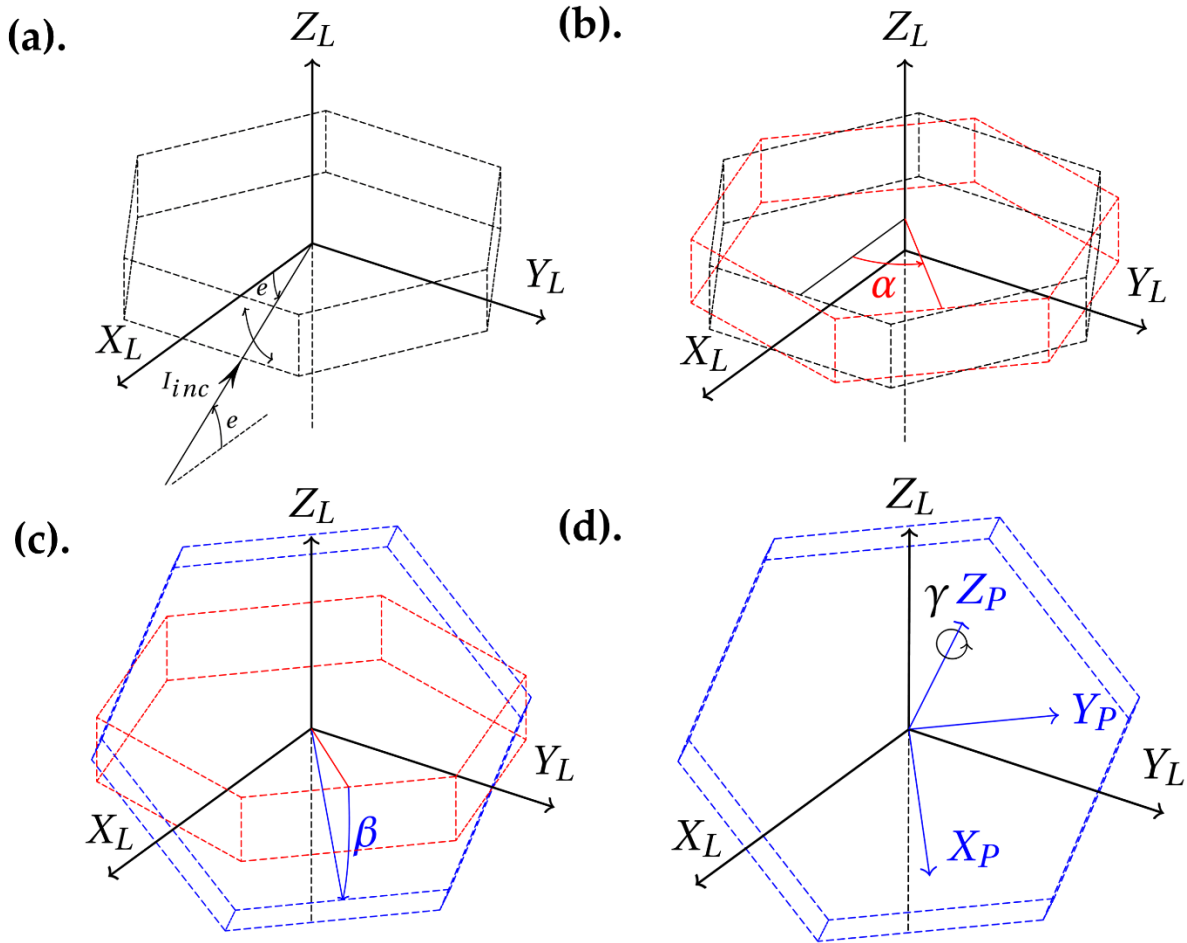 (a).
Z_L
Y_L
X_L
e
I_inc
e
(b)
Z_L
Y_L
X_L
α
(c).
Z_L
Y_L
X_L
β
(d).
Z_L
γ Z_P
Y_P
Y_L
X_L
X_P